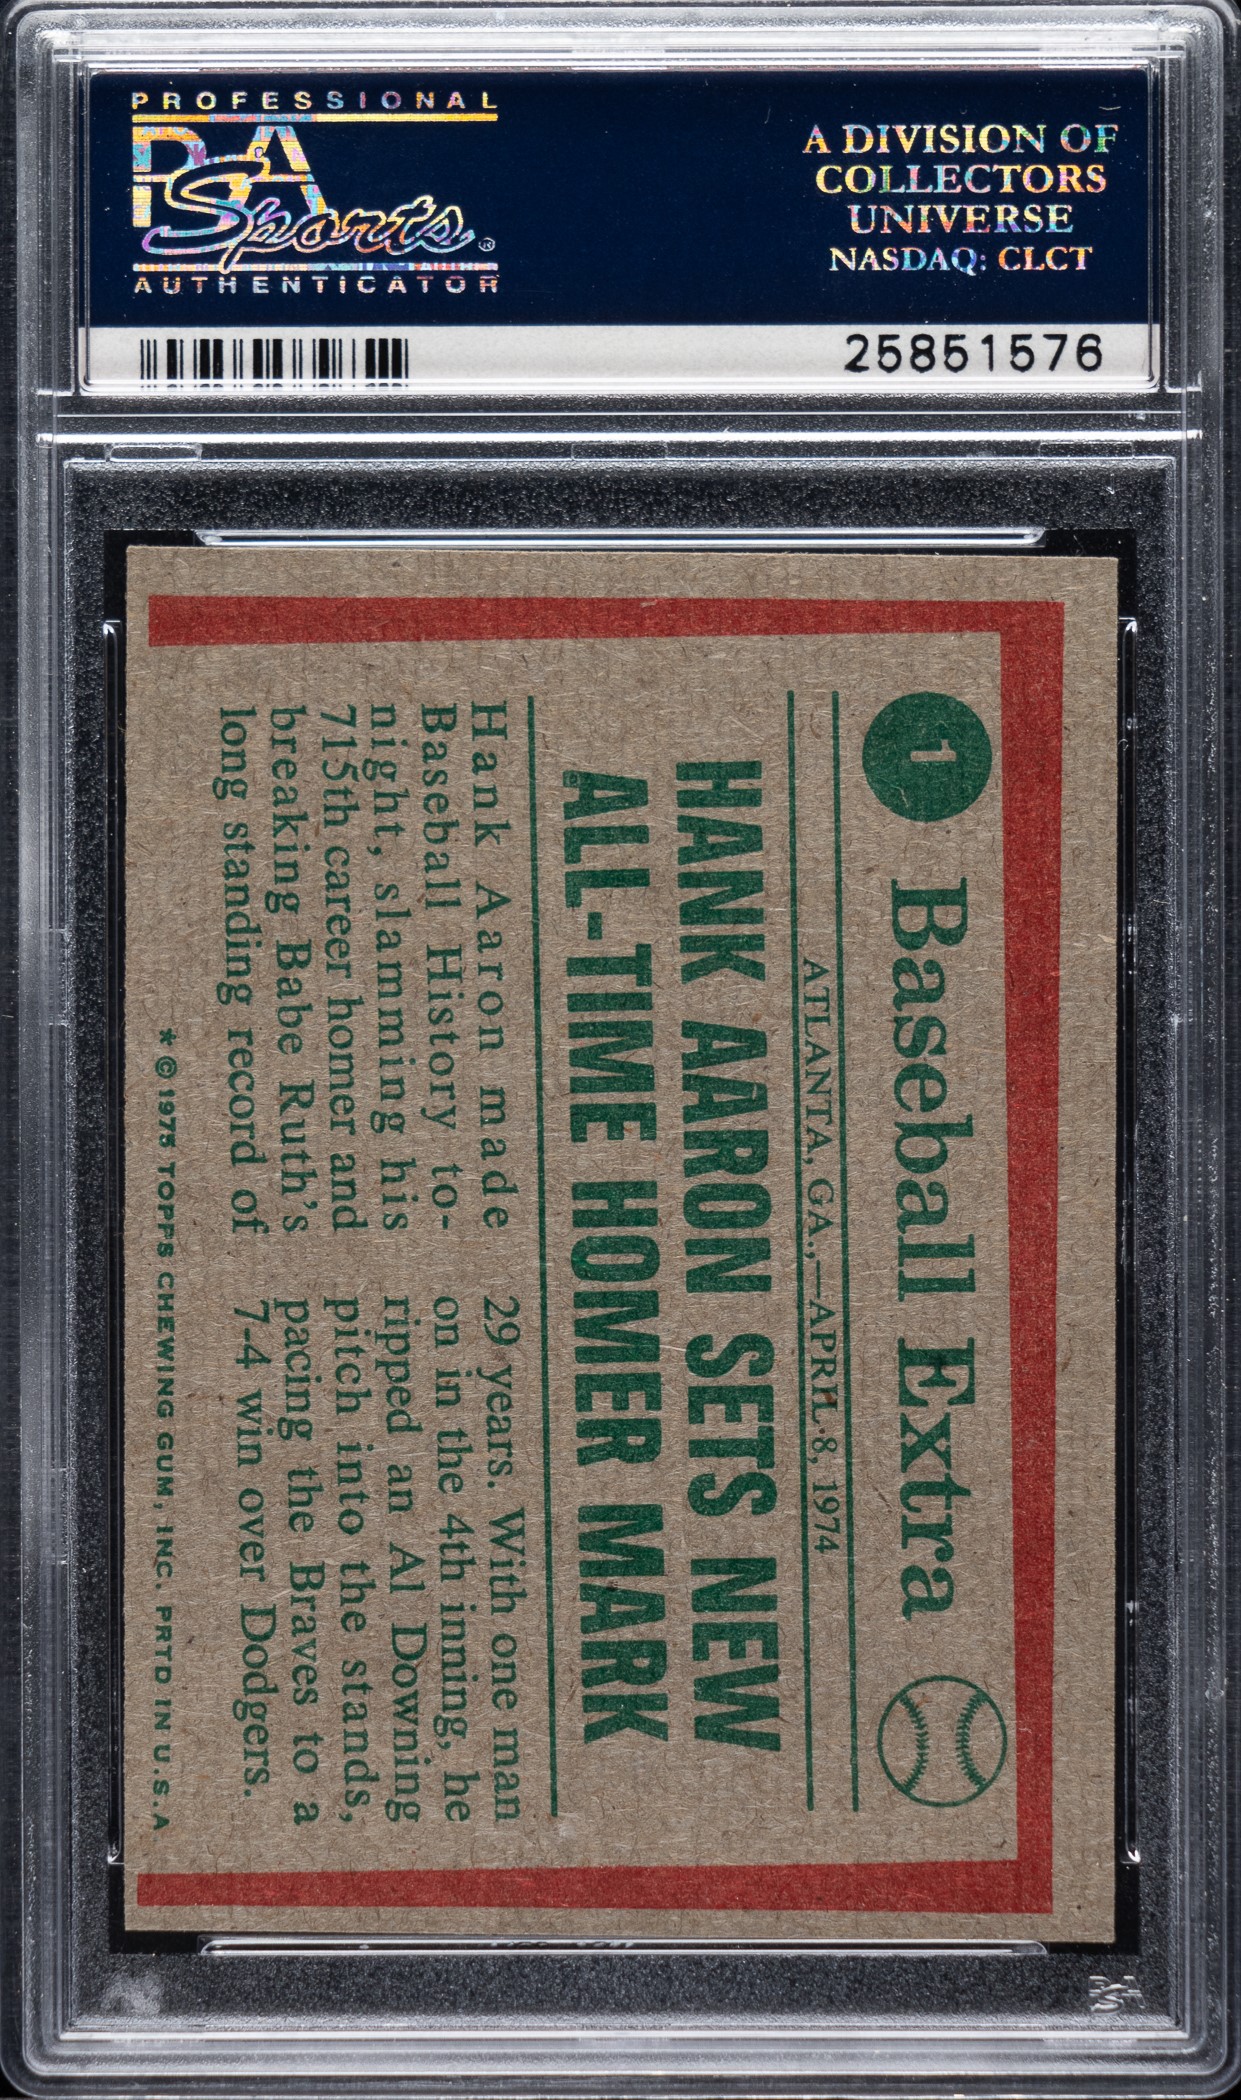 PROFESSIONAL
PSA
Sports®
AUTHENTICATOR
A DIVISION OF
COLLECTORS
UNIVERSE
NASDAQ: CLCT
25851576
1 Baseball Extra
ATLANTA, GA.,—APRIL 8, 1974
HANK AARON SETS NEW
ALL-TIME HOMER MARK
Hank Aaron made
Baseball History to-
night, slamming his
715th career homer and
breaking Babe Ruth's
long standing record of
29 years. With one man
on in the 4th inning, he
ripped an Al Downing
pitch into the stands,
pacing the Braves to a
7-4 win over Dodgers.
* © 1975 TOPPS CHEWING GUM, INC. PRTD IN U.S.A
PSA